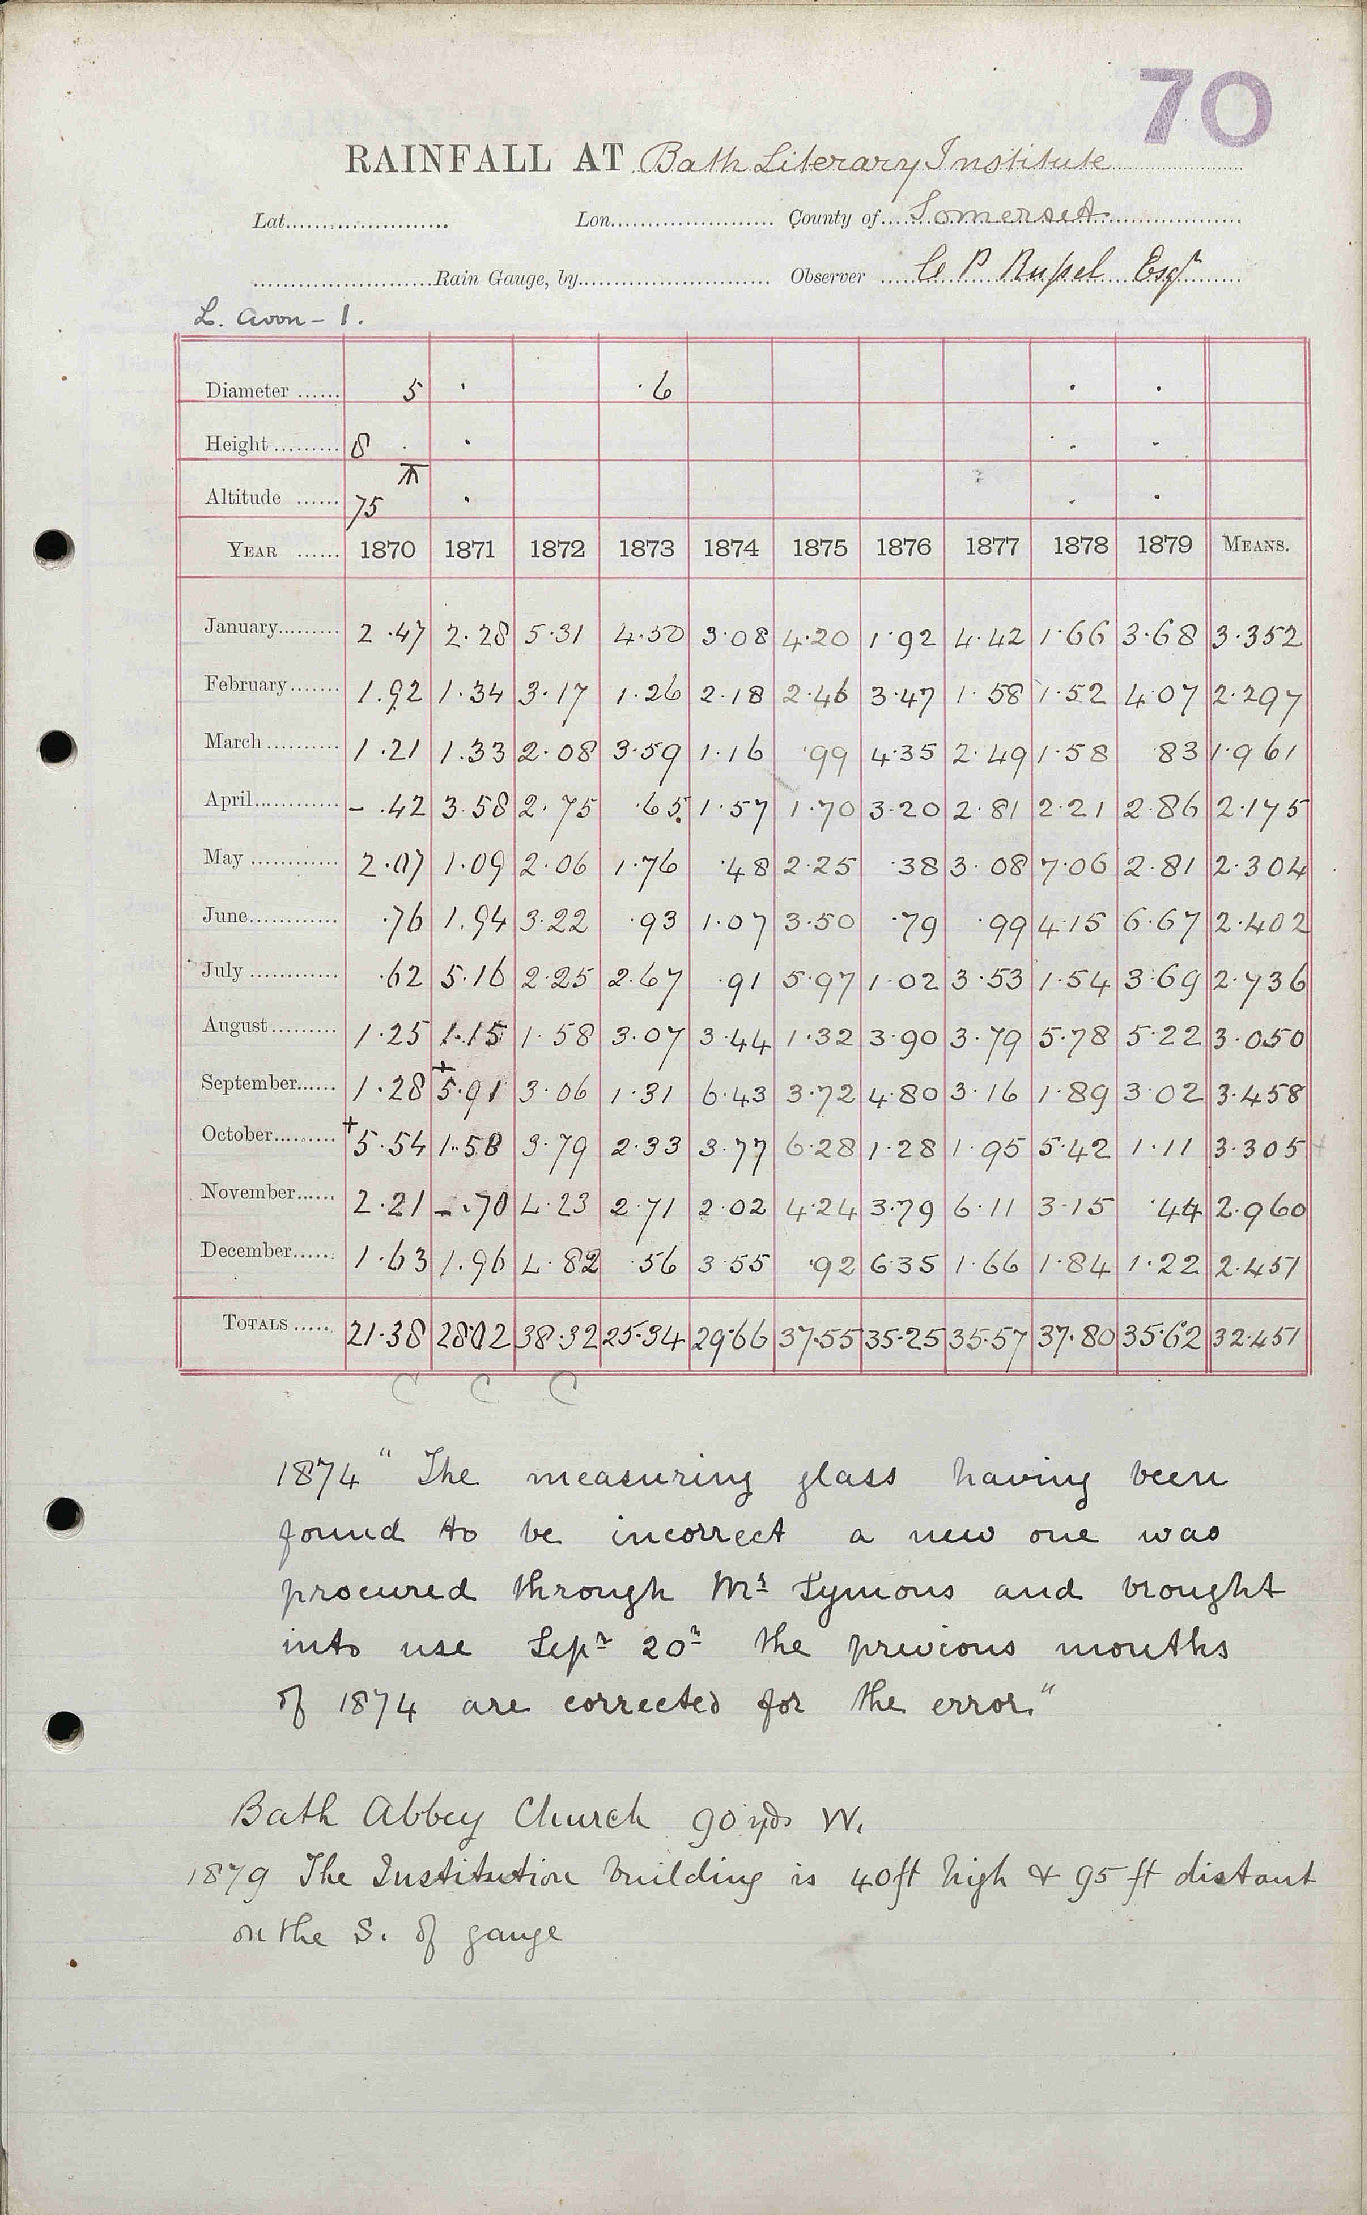 70
RAINFALL AT Bath Literary Institute
Lat. Lon. County of Somerset
Rain Gauge, by Observer C P Russel Esqr
L. Avon - 1.
Diameter 5 · ·6 · ·
Height 8 · · · ·
Altitude 75 · · ·
YEAR 1870 1871 1872 1873 1874 1875 1876 1877 1878 1879 MEANS.
January 2.47 2.28 5.31 4.50 3.08 4.20 1.92 4.42 1.66 3.68 3.352
February 1.92 1.34 3.17 1.26 2.18 2.46 3.47 1.58 1.52 4.07 2.297
March 1.21 1.33 2.08 3.59 1.16 .99 4.35 2.49 1.58 .83 1.961
April - .42 3.58 2.75 .65 1.57 1.70 3.20 2.81 2.21 2.86 2.175
May 2.07 1.09 2.06 1.76 .48 2.25 .38 3.08 7.06 2.81 2.304
June .76 1.94 3.22 .93 1.07 3.50 .79 .99 4.15 6.67 2.402
July .62 5.16 2.25 2.67 .91 5.97 1.02 3.53 1.54 3.69 2.736
August 1.25 1.15 1.58 3.07 3.44 1.32 3.90 3.79 5.78 5.22 3.050
September 1.28 +5.91 3.06 1.31 6.43 3.72 4.80 3.16 1.89 3.02 3.458
October +5.54 1.58 3.79 2.33 3.77 6.28 1.28 1.95 5.42 1.11 3.305
November 2.21 -.70 4.23 2.71 2.02 4.24 3.79 6.11 3.15 .44 2.960
December 1.63 1.96 4.82 .56 3.55 .92 6.35 1.66 1.84 1.22 2.451
TOTALS 21.38 28.02 38.32 25.34 29.66 37.55 35.25 35.57 37.80 35.62 32.451
C C C
1874 "The measuring glass having been
found to be incorrect a new one was
procured through Mr Symons and brought
into use Sepr 20th the previous months
of 1874 are corrected for the error."
Bath Abbey Church 90 yds W.
1879 The Institution building is 40ft high & 95 ft distant
on the S. of gauge